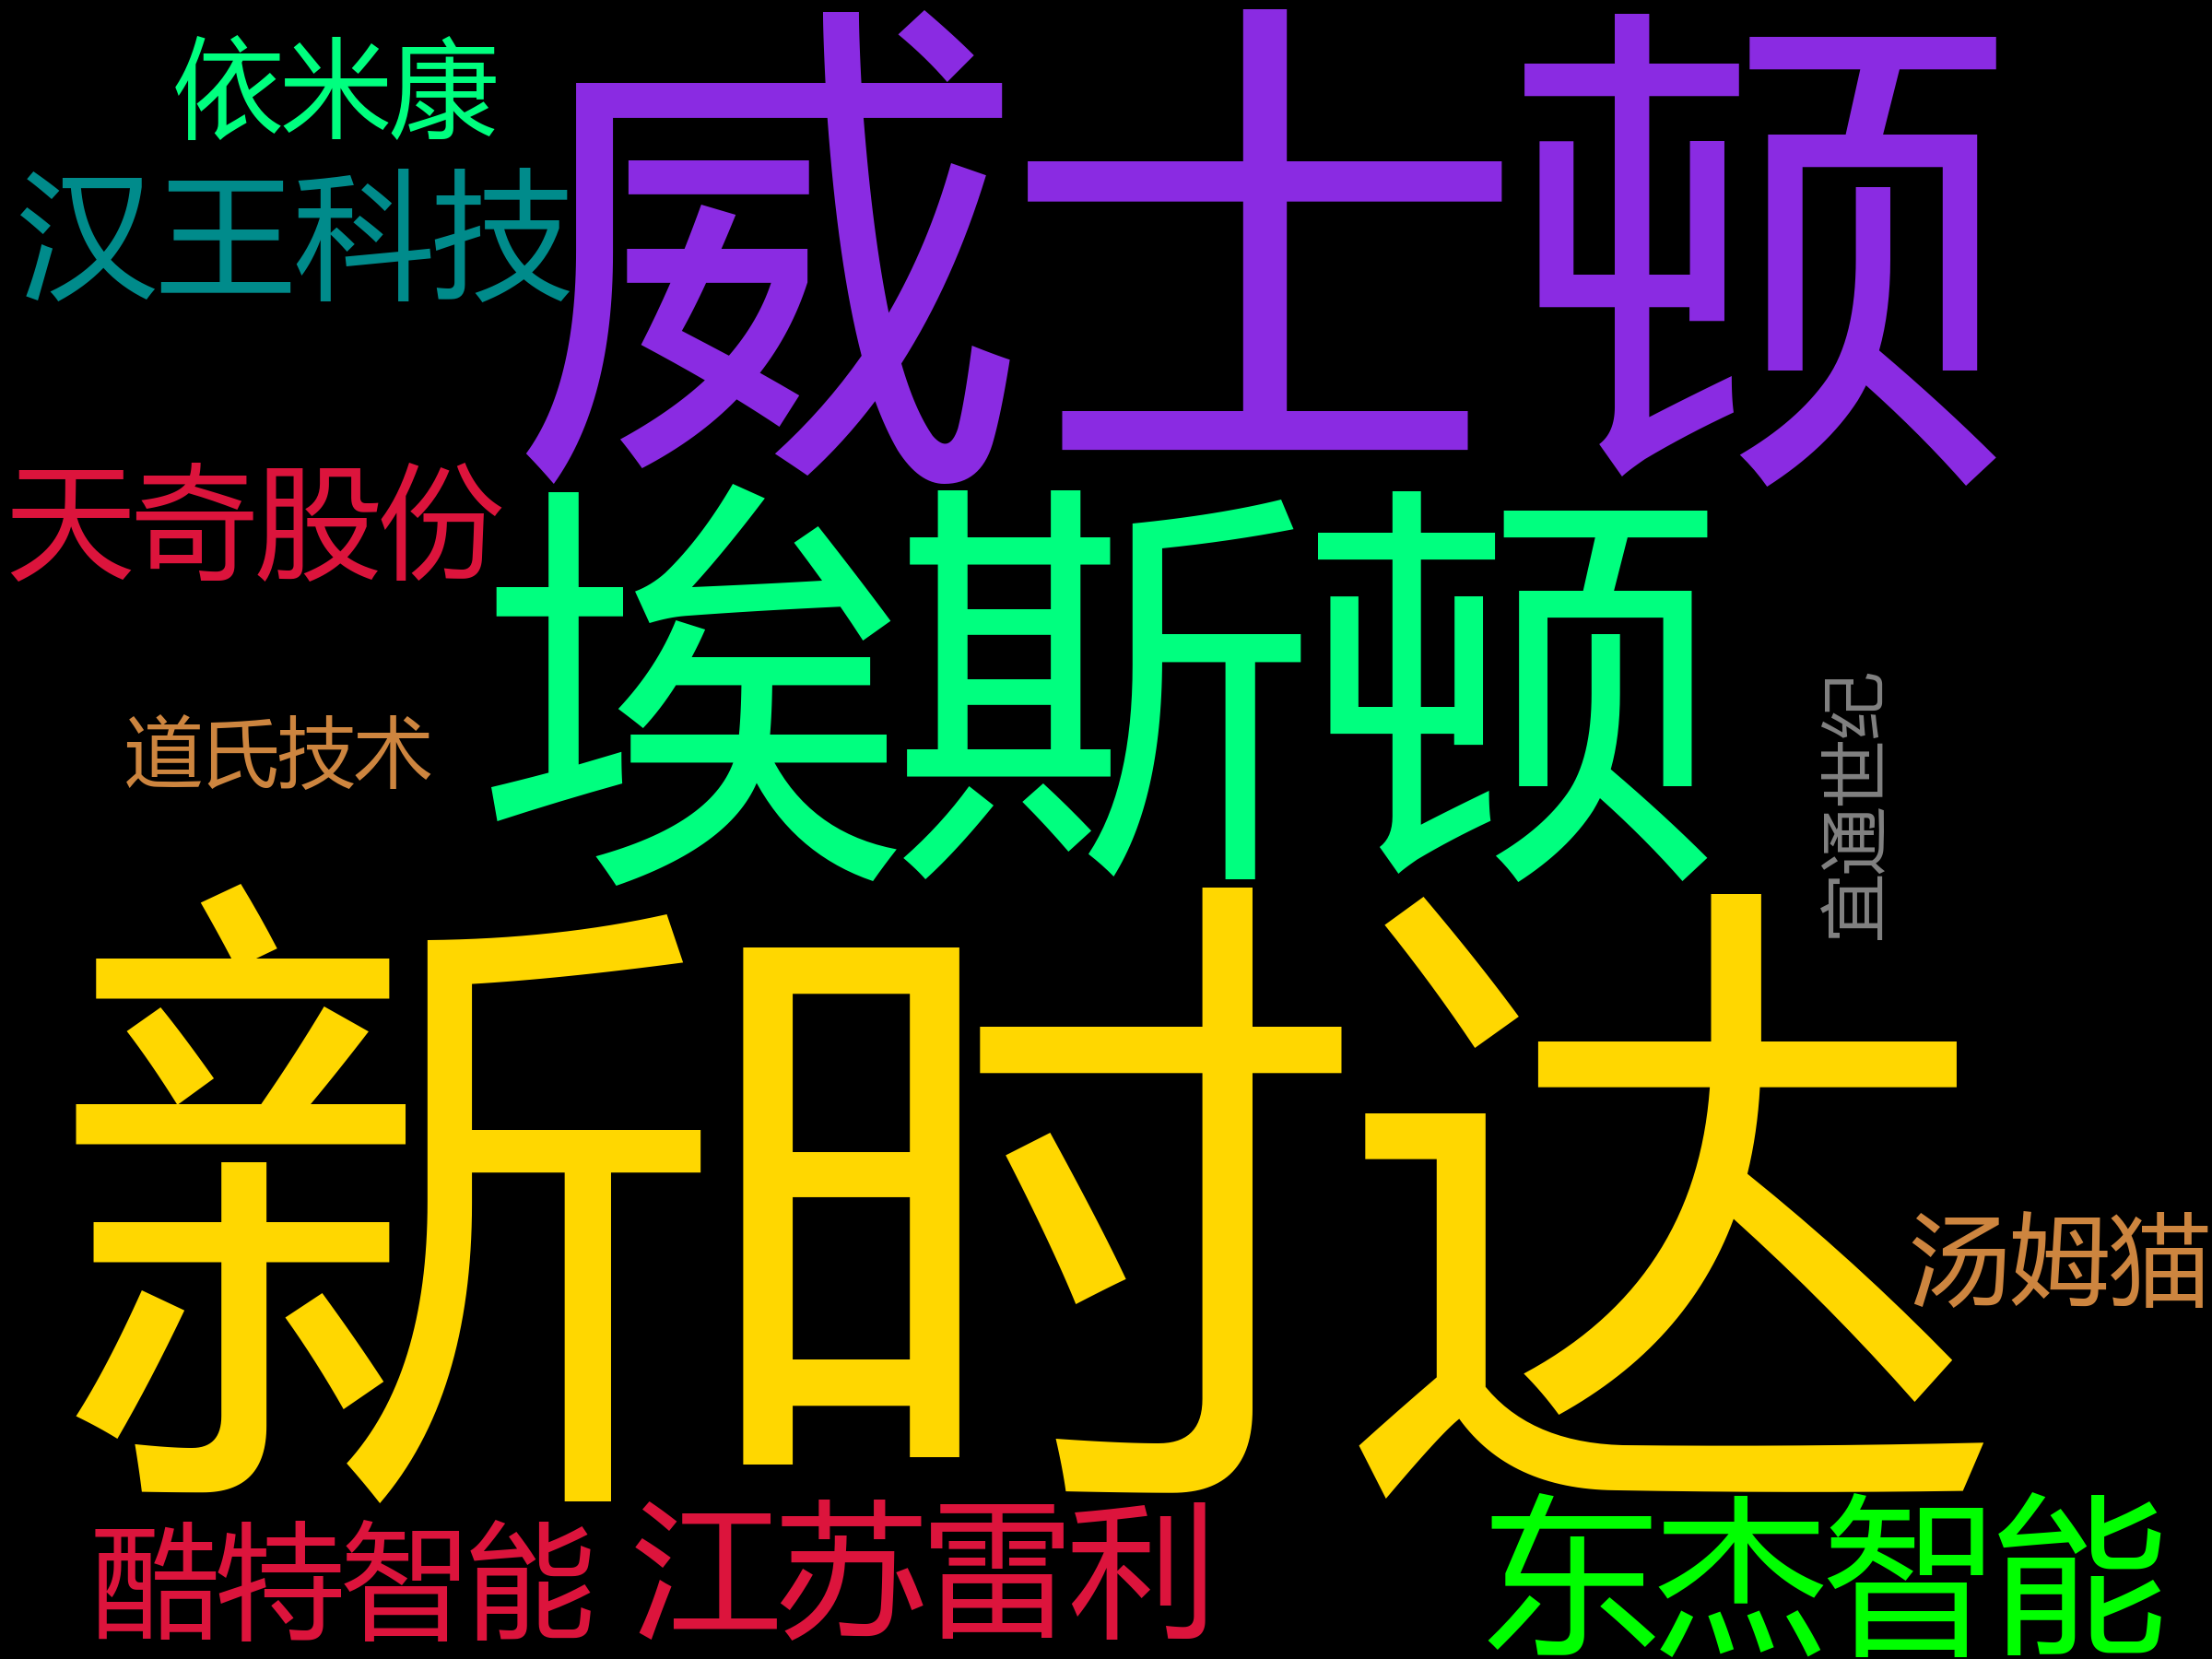 依米康
威士顿
汉王科技
天奇股份
埃斯顿
道氏技术
宜通世纪
新时达
汤姆猫
酷特智能
江苏雷利
东杰智能